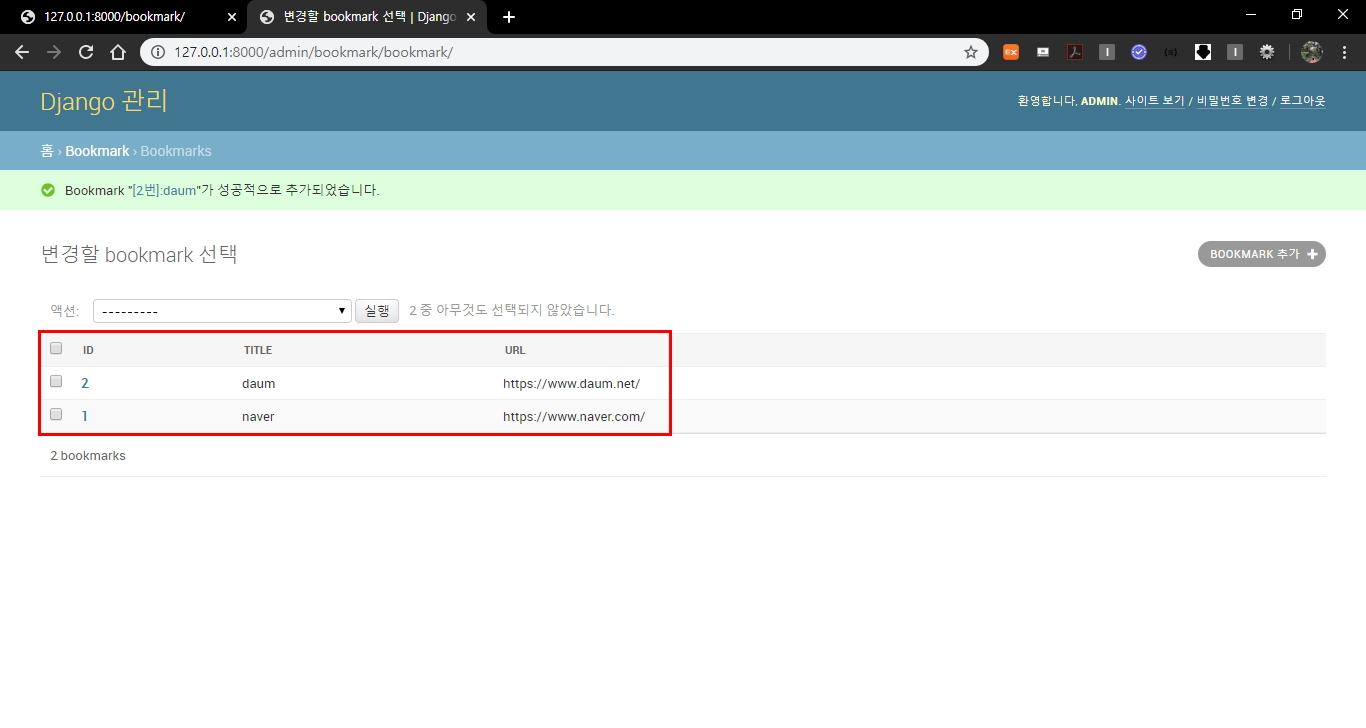 127.0.0.1:8000/bookmark/
변경할 bookmark 선택 | Django
127.0.0.1:8000/admin/bookmark/bookmark/
Django 관리
환영합니다, ADMIN. 사이트 보기 / 비밀번호 변경 / 로그아웃
홈 › Bookmark › Bookmarks
Bookmark "[2번]:daum"가 성공적으로 추가되었습니다.
변경할 bookmark 선택
BOOKMARK 추가
액션: --------- 실행 2 중 아무것도 선택되지 않았습니다.
ID TITLE URL
2 daum https://www.daum.net/
1 naver https://www.naver.com/
2 bookmarks